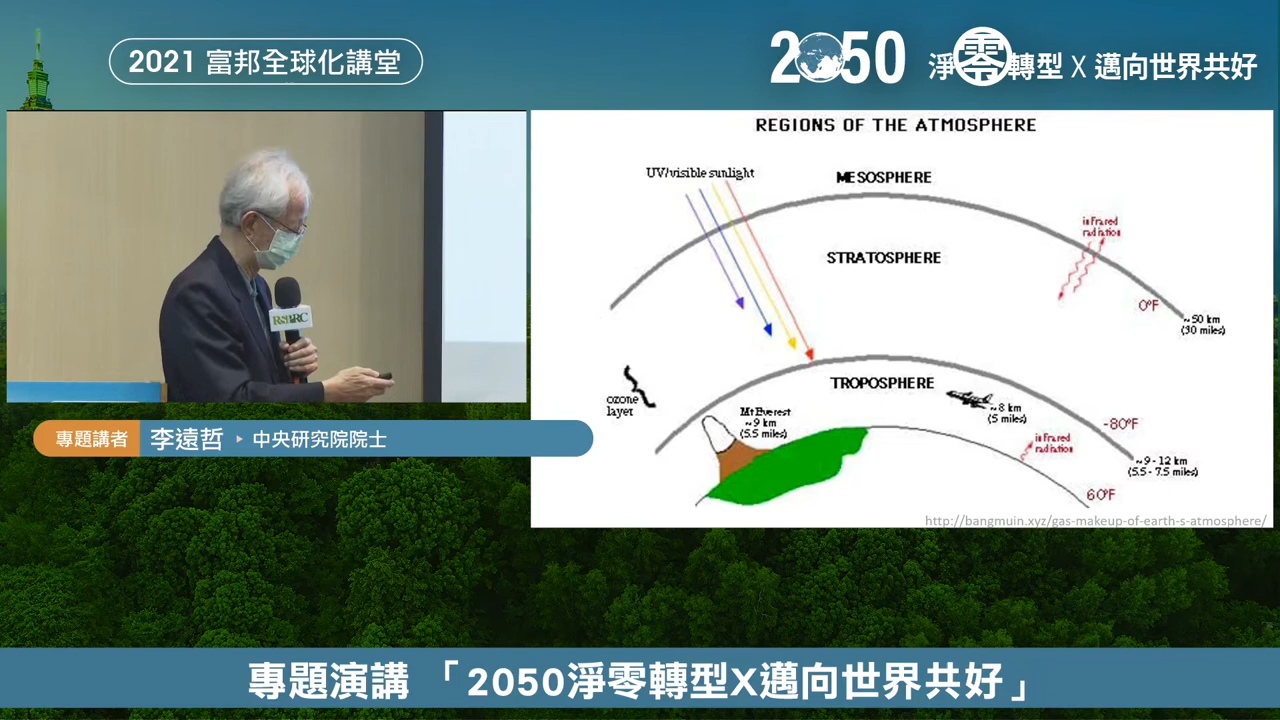 2021 富邦全球化講堂
2050 淨零轉型 X 邁向世界共好
REGIONS OF THE ATMOSPHERE
UV/visible sunlight
MESOSPHERE
infrared
radiation
STRATOSPHERE
0°F
~50 km
(30 miles)
ozone
layer
TROPOSPHERE
Mt Everest
~9 km
(5.5 miles)
~8 km
(5 miles)
-80°F
infrared
radiation
~9 - 12 km
(5.5 - 7.5 miles)
60°F
http://bangmuin.xyz/gas-makeup-of-earth-s-atmosphere/
專題講者 李遠哲 ▸ 中央研究院院士
專題演講 「2050淨零轉型X邁向世界共好」